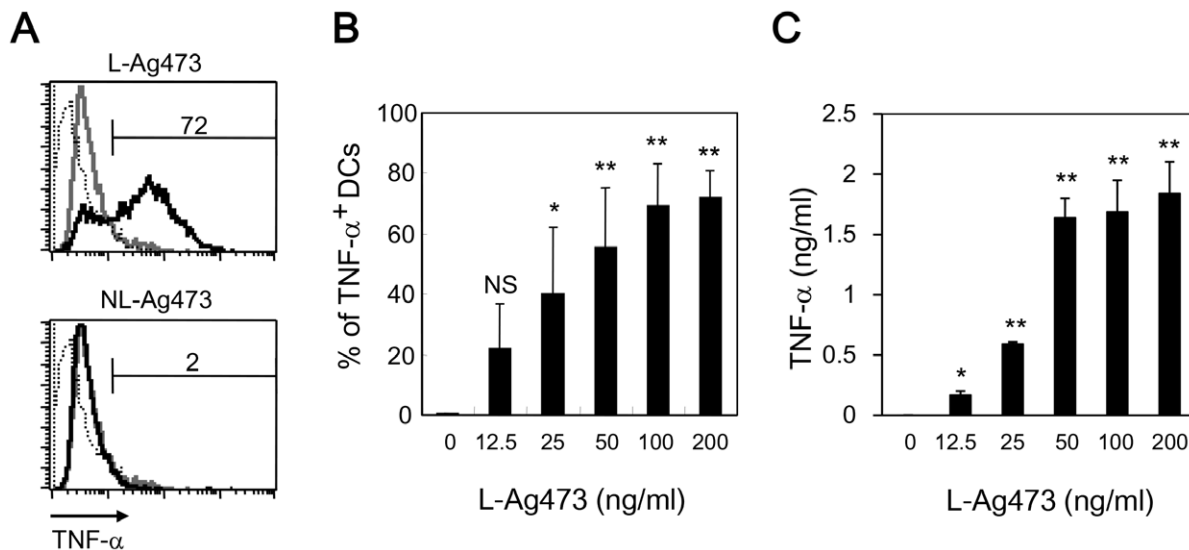 A
L-Ag473
72
NL-Ag473
2
TNF-α
B
% of TNF-α+ DCs
100
80
60
40
20
0
NS
*
**
**
**
0 12.5 25 50 100 200
L-Ag473 (ng/ml)
C
TNF-α (ng/ml)
2.5
2
1.5
1
0.5
0
*
**
**
**
**
0 12.5 25 50 100 200
L-Ag473 (ng/ml)